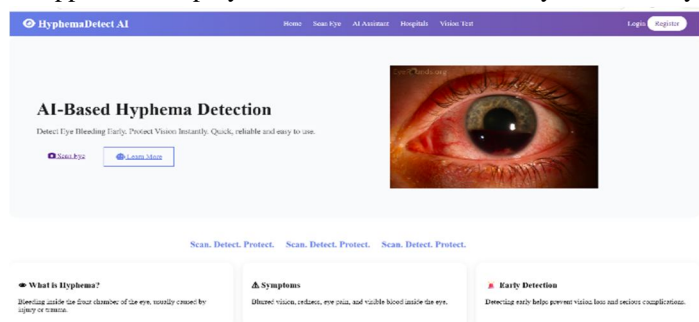 HyphemaDetect AI
Home Scan Eye AI Assistant Hospitals Vision Test
Login Register
AI-Based Hyphema Detection
Detect Eye Bleeding Early. Protect Vision Instantly. Quick, reliable and easy to use.
Scan Eye Learn More
Scan. Detect. Protect. Scan. Detect. Protect. Scan. Detect. Protect.
What is Hyphema?
Bleeding inside the front chamber of the eye, usually caused by
injury or trauma.
Symptoms
Blurred vision, redness, eye pain, and visible blood inside the eye.
Early Detection
Detecting early helps prevent vision loss and serious complications.